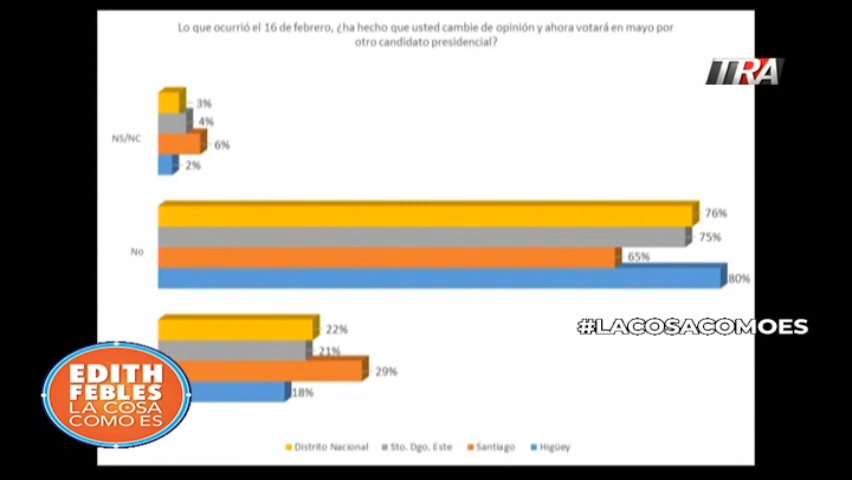 Lo que ocurrió el 16 de febrero, ¿ha hecho que usted cambie de opinión y ahora votará en mayo por
otro candidato presidencial?
ITRA
NS/NC
3%
4%
6%
2%
No
76%
75%
65%
80%
22%
21%
29%
18%
#LACOSACOMOES
EDITH
FEBLES
LA COSA
COMO ES
Distrito Nacional Sto. Dgo. Este Santiago Higüey